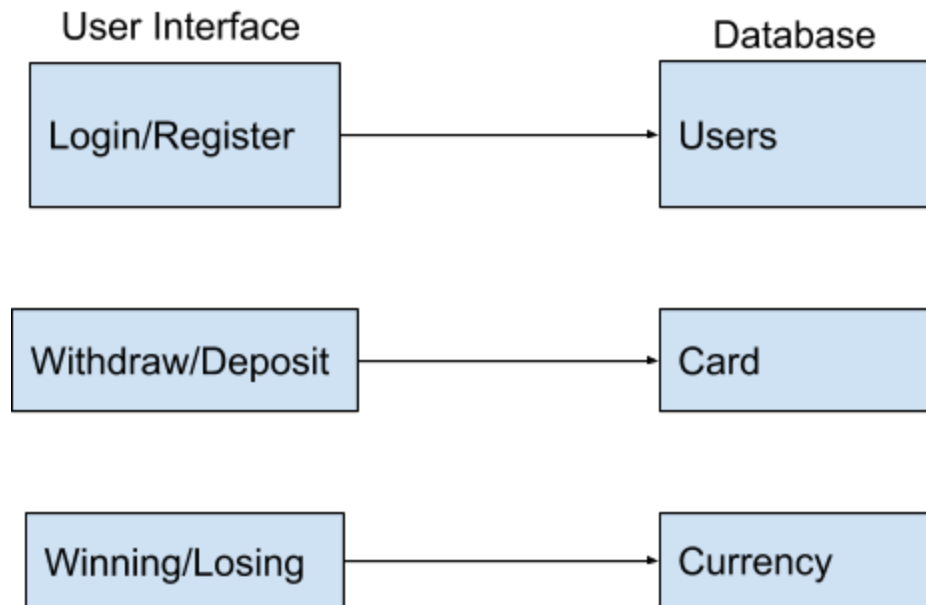 User Interface
Database
Login/Register
Users
Withdraw/Deposit
Card
Winning/Losing
Currency